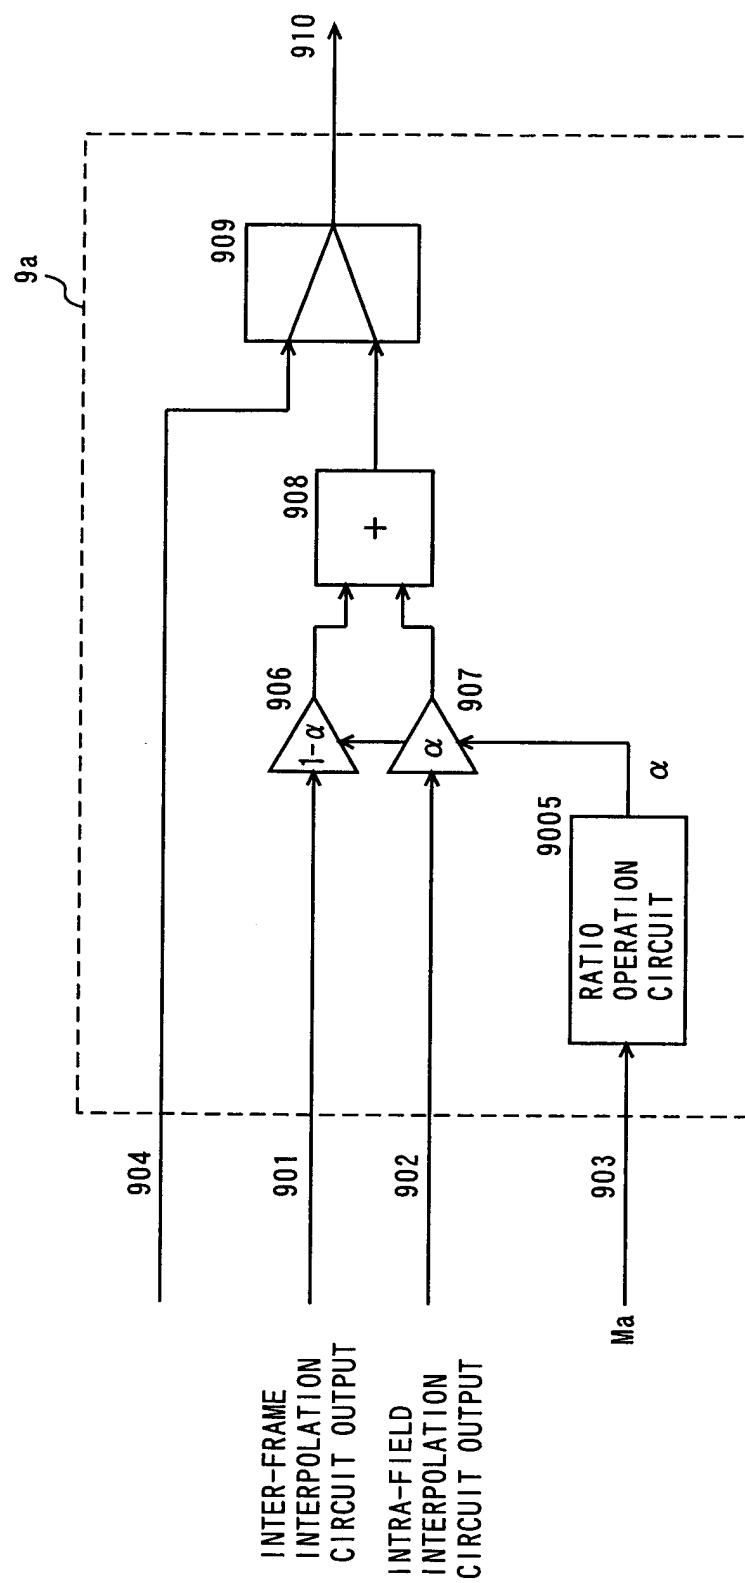 9a
904
901
902
903
INTER-FRAME
INTERPOLATION
CIRCUIT OUTPUT
INTRA-FIELD
INTERPOLATION
CIRCUIT OUTPUT
Ma
9005
RATIO
OPERATION
CIRCUIT
α
906
1-α
907
α
908
+
909
910